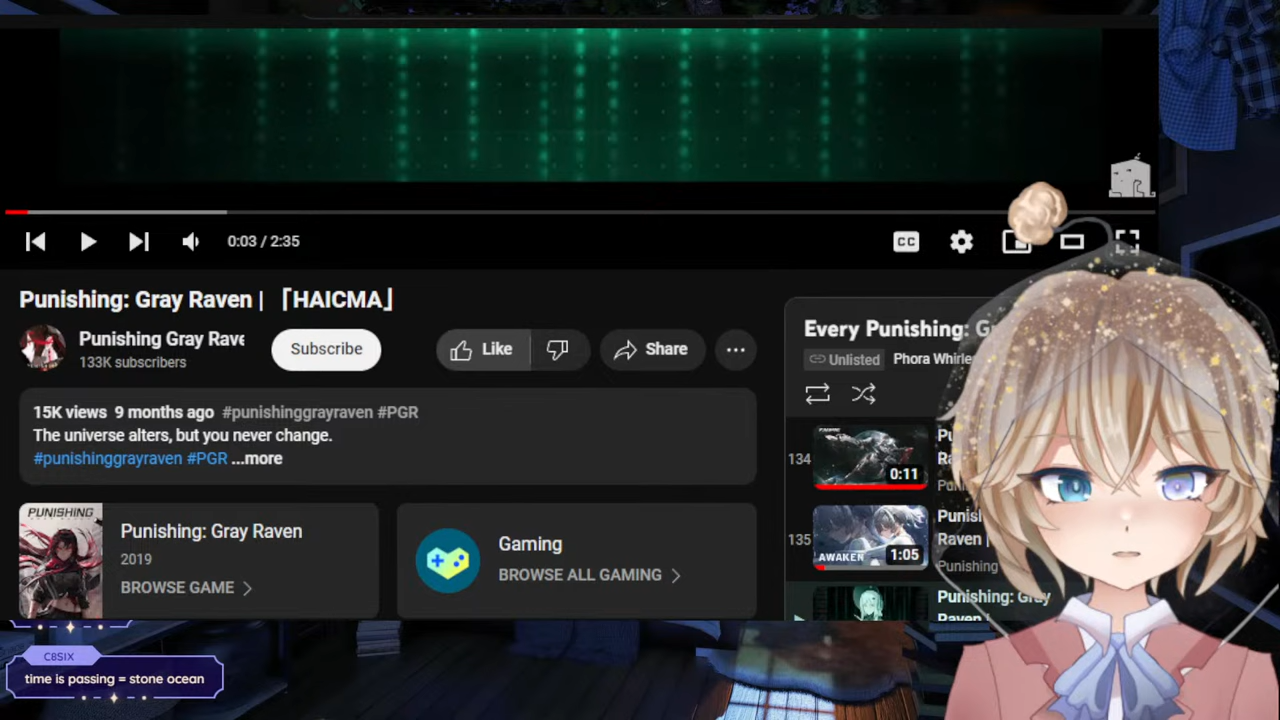 0:03 / 2:35
CC
Punishing: Gray Raven | 「HAICMA」
Punishing Gray Rave
133K subscribers
Subscribe
Like
Share
15K views 9 months ago #punishinggrayraven #PGR
The universe alters, but you never change.
#punishinggrayraven #PGR ...more
PUNISHING
Punishing: Gray Raven
2019
BROWSE GAME
Gaming
BROWSE ALL GAMING
Every Punishing: G
Unlisted
Phora Whirle
134
0:11
135
AWAKEN
1:05
Punishing
Punishing: Gray
Raven |
C8SIX
time is passing = stone ocean